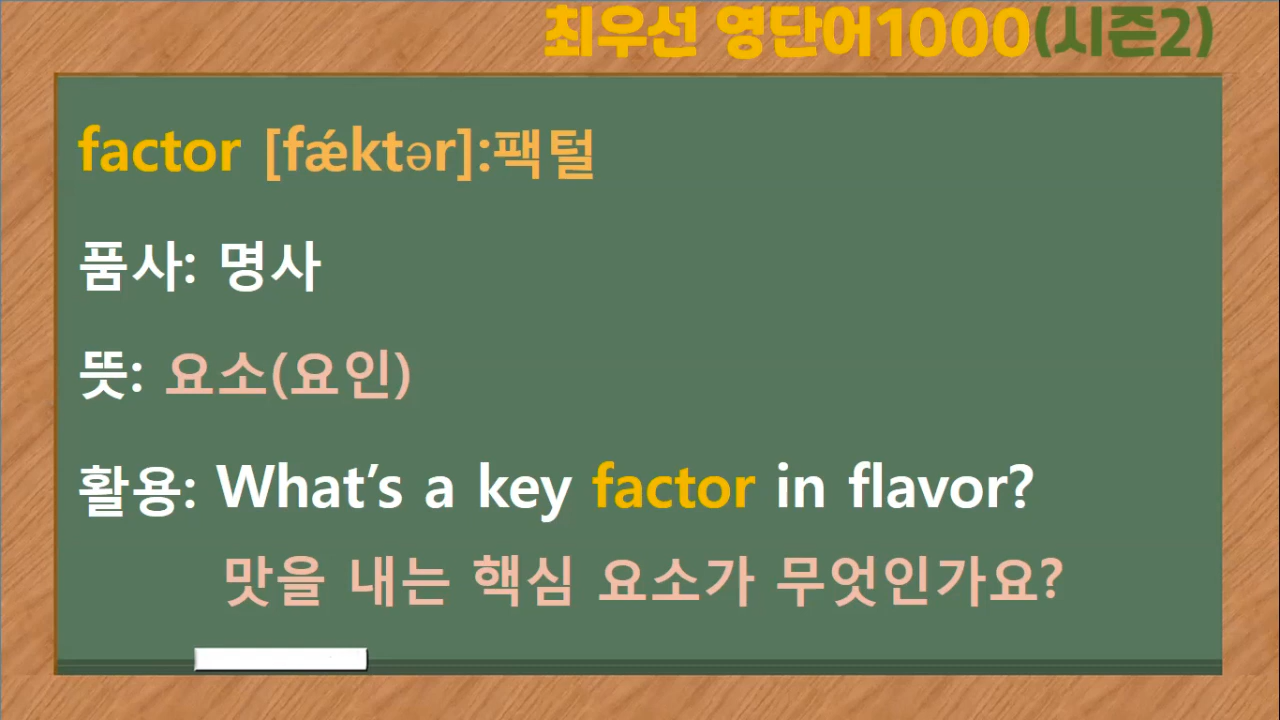 최우선 영단어1000(시즌2)
factor [fǽktər]:팩털
품사: 명사
뜻: 요소(요인)
활용: What’s a key factor in flavor?
맛을 내는 핵심 요소가 무엇인가요?